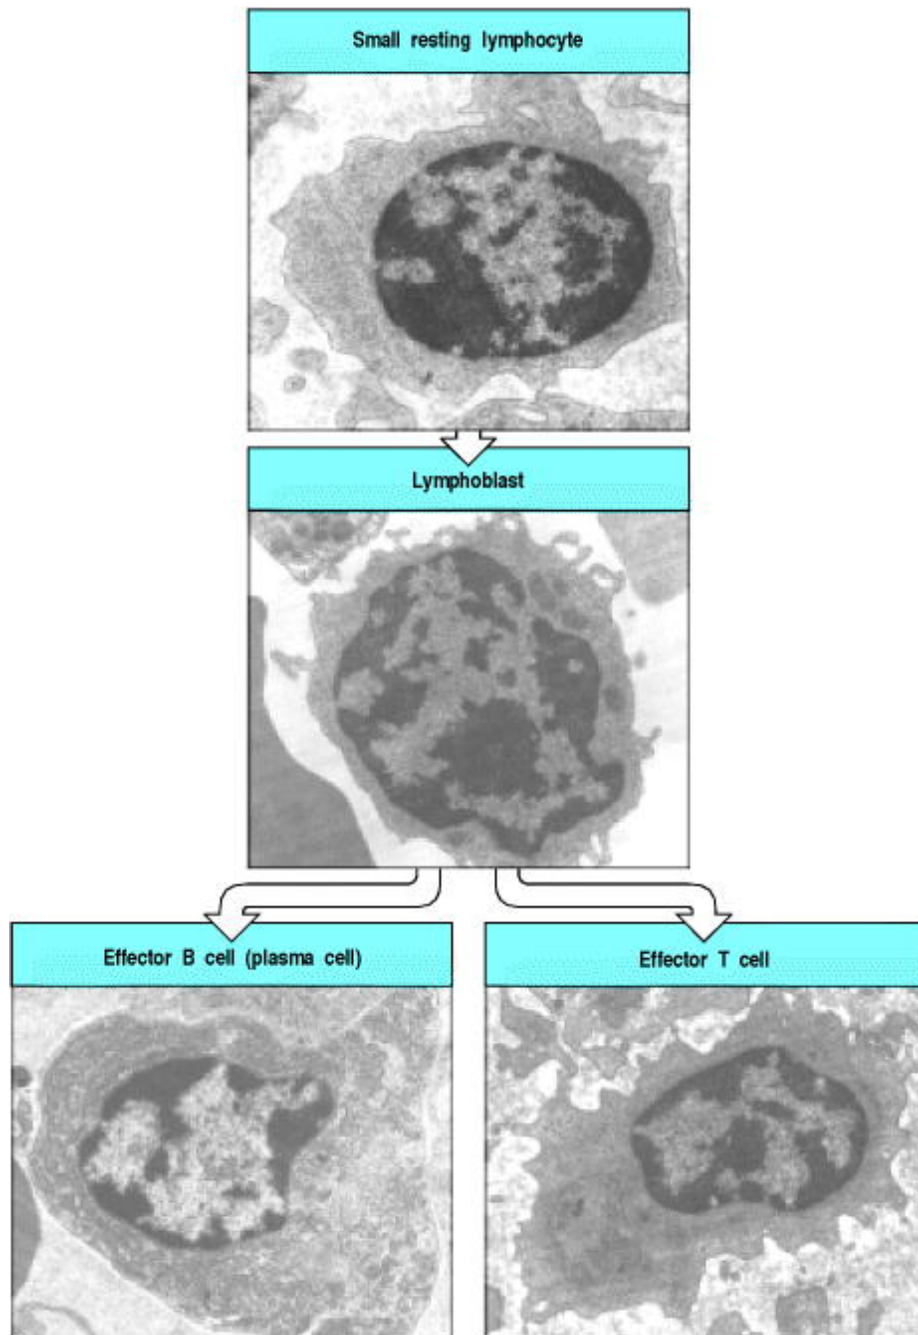 Small resting lymphocyte
Lymphoblast
Effector B cell (plasma cell)
Effector T cell